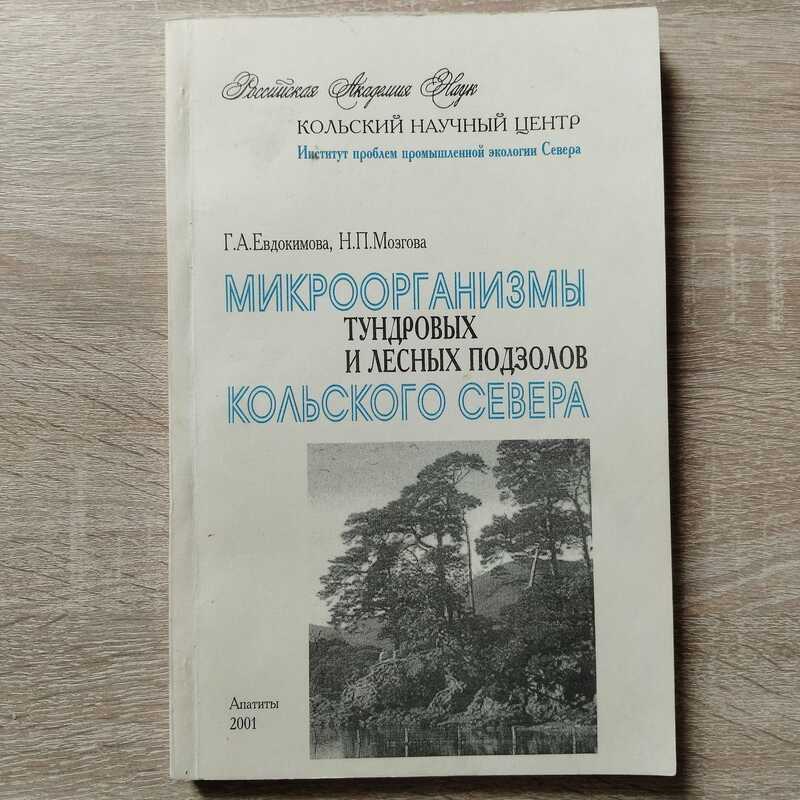 Российская Академия Наук
КОЛЬСКИЙ НАУЧНЫЙ ЦЕНТР
Институт проблем промышленной экологии Севера
Г.А.Евдокимова, Н.П.Мозгова
МИКРООРГАНИЗМЫ
ТУНДРОВЫХ
И ЛЕСНЫХ ПОДЗОЛОВ
КОЛЬСКОГО СЕВЕРА
Апатиты
2001